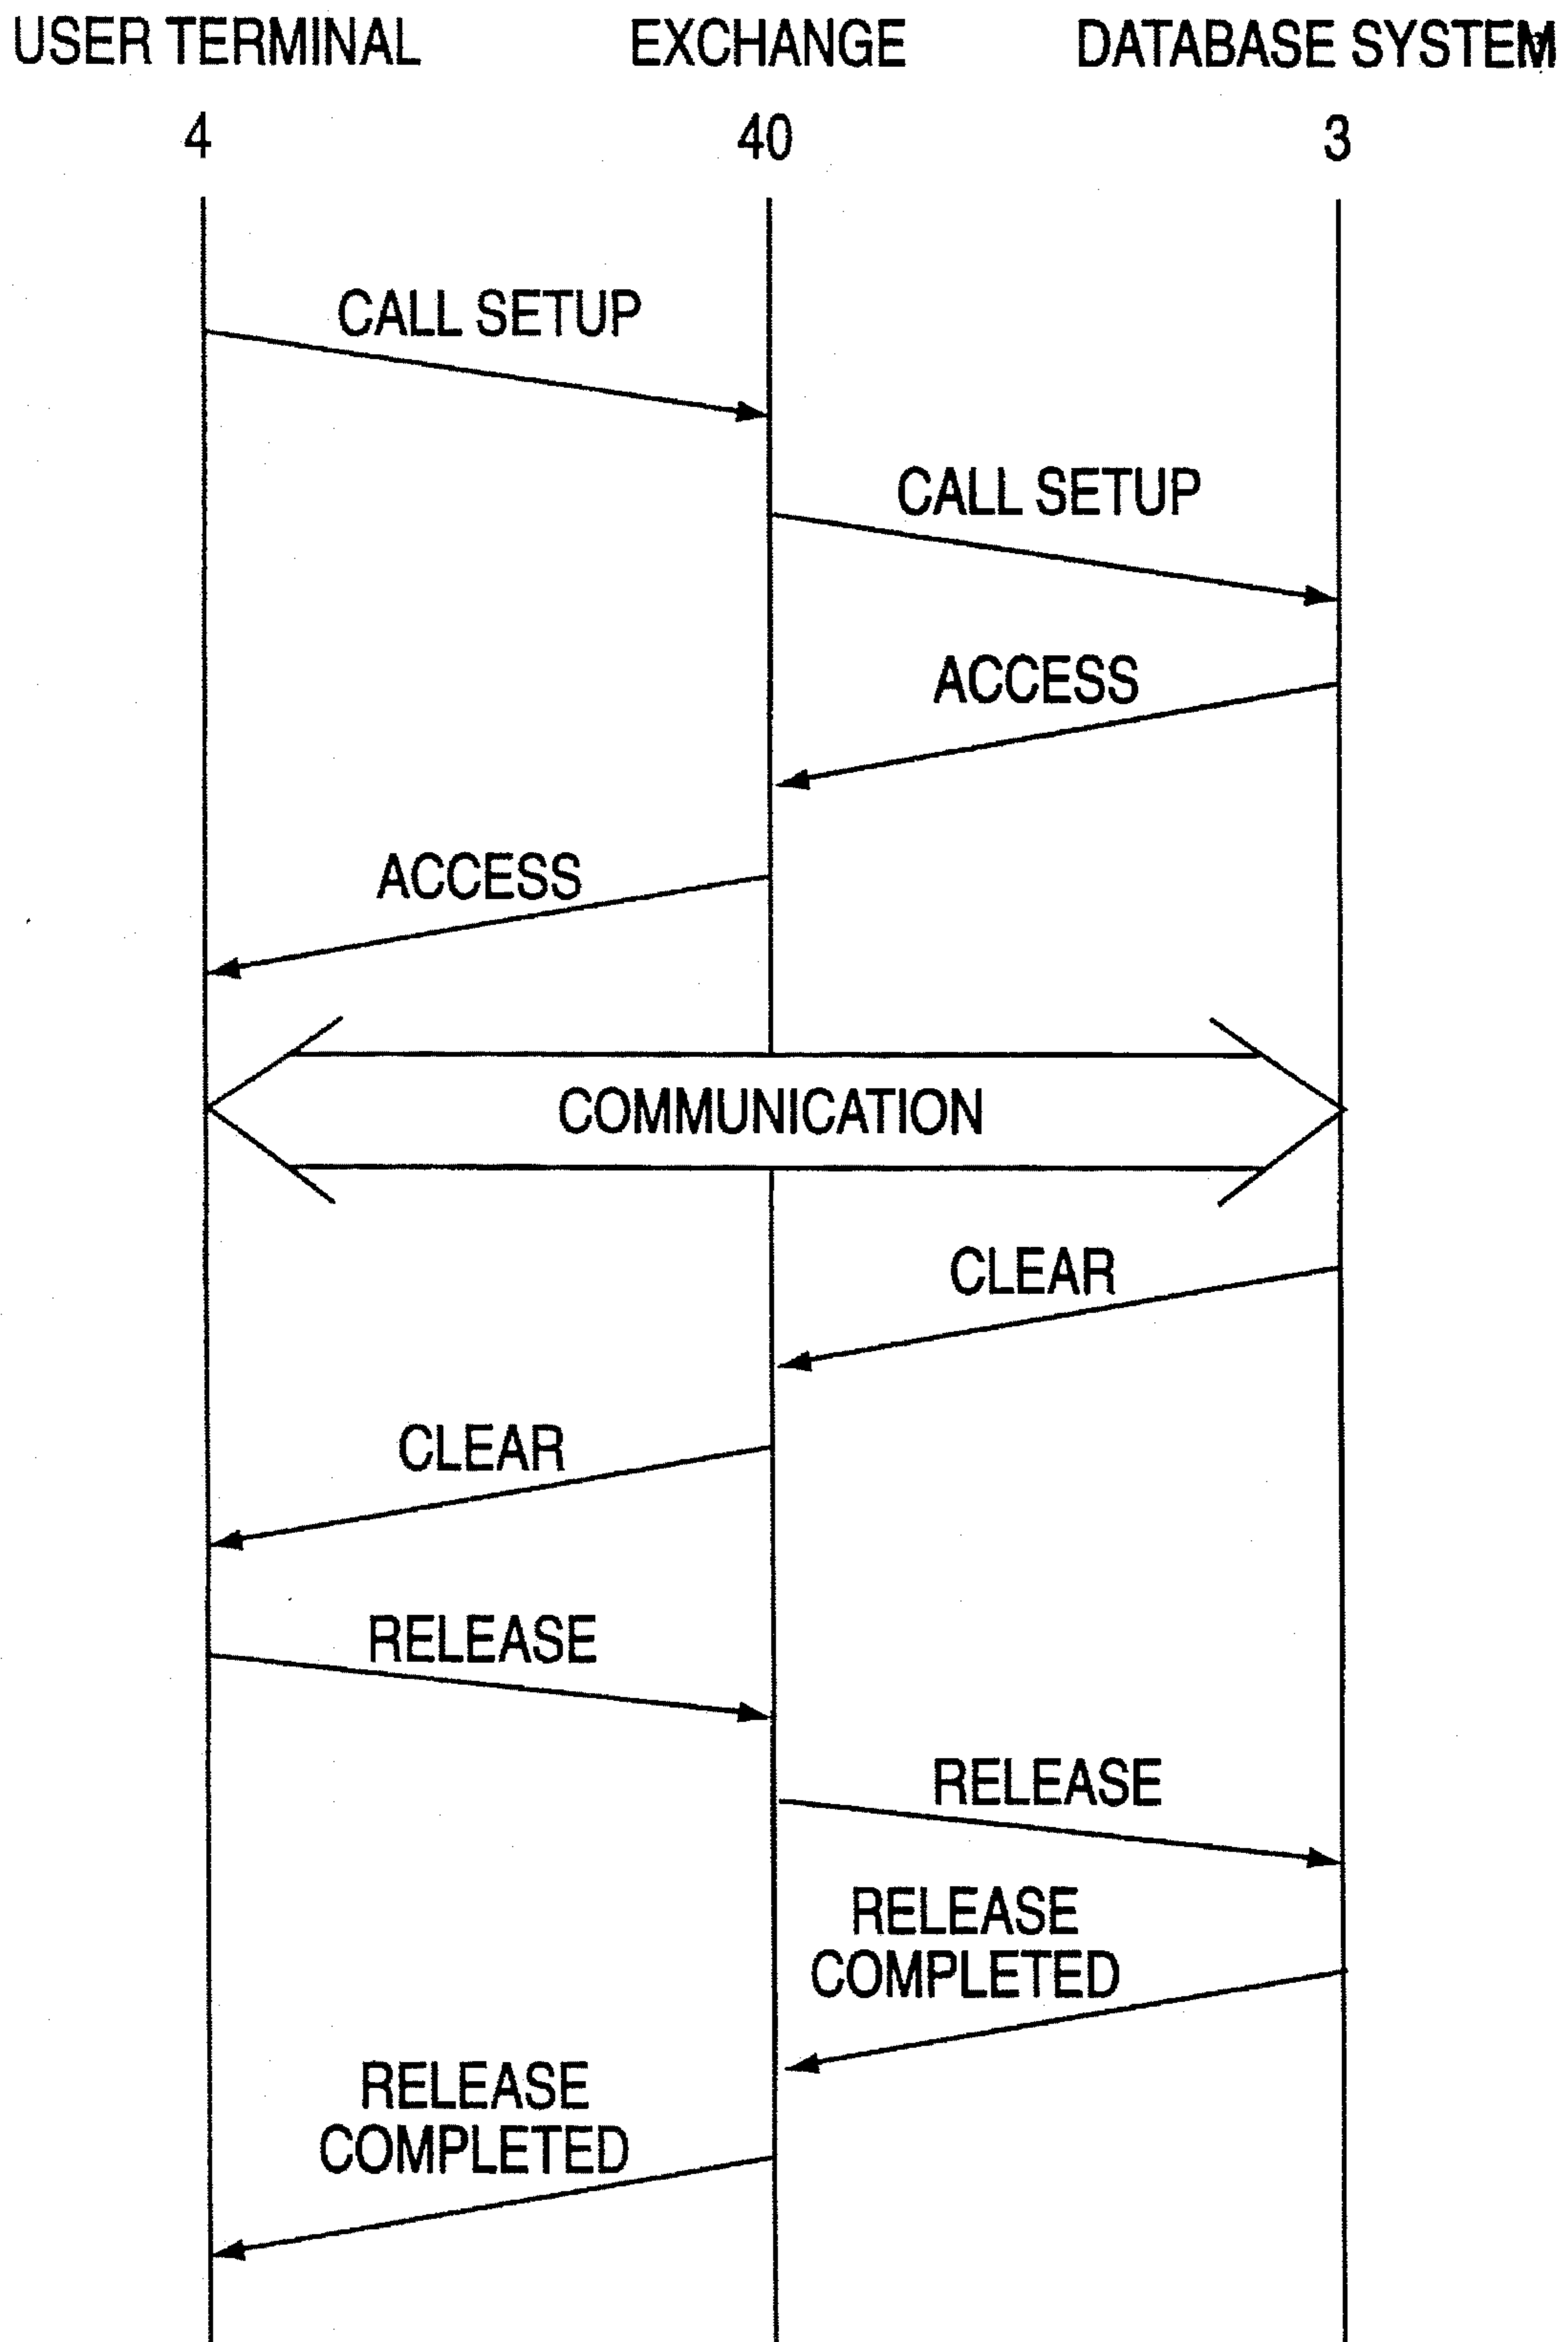 USER TERMINAL EXCHANGE DATABASE SYSTEM
4 40 3
CALL SETUP
CALL SETUP
ACCESS
ACCESS
COMMUNICATION
CLEAR
CLEAR
RELEASE
RELEASE
RELEASE
COMPLETED
RELEASE
COMPLETED